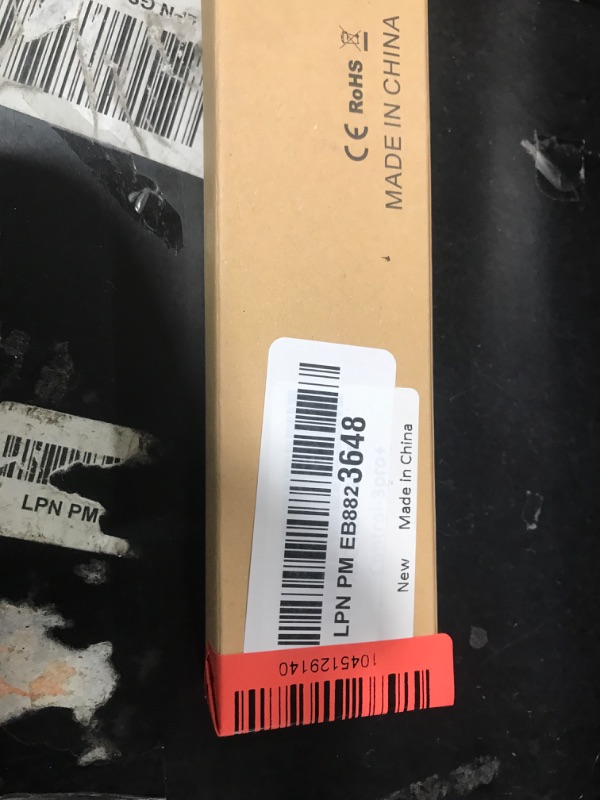 CE RoHS
MADE IN CHINA
LPN PM EB8823648
New Made in China
1045129140
LPN PM